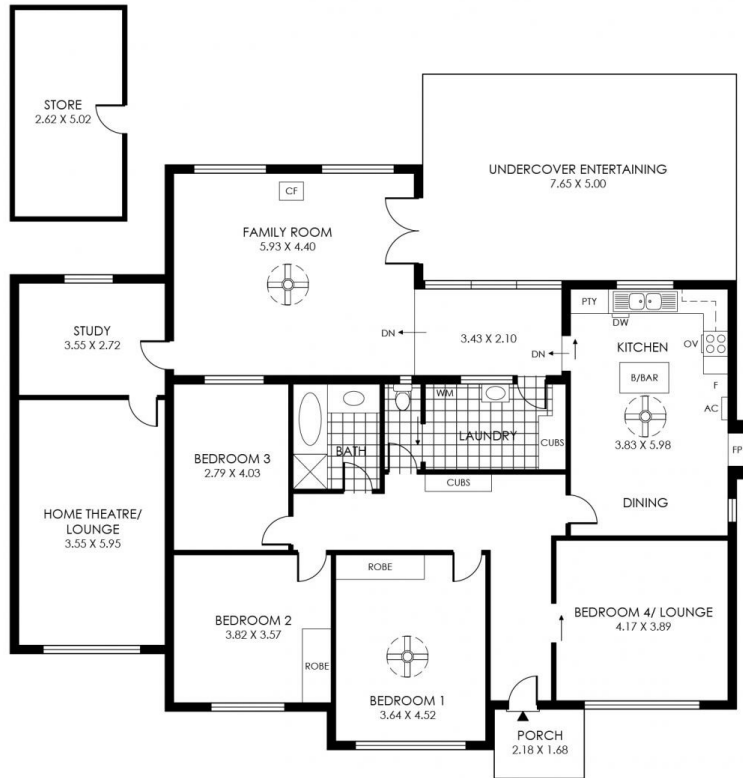 STORE
2.62 X 5.02
UNDERCOVER ENTERTAINING
7.65 X 5.00
CF
FAMILY ROOM
5.93 X 4.40
STUDY
3.55 X 2.72
DN
3.43 X 2.10
DN
PTY
DW
KITCHEN
OV
B/BAR
F
AC
3.83 X 5.98
FP
DINING
BATH
WM
LAUNDRY
CUBS
CUBS
BEDROOM 3
2.79 X 4.03
HOME THEATRE/
LOUNGE
3.55 X 5.95
ROBE
BEDROOM 2
3.82 X 3.57
ROBE
BEDROOM 1
3.64 X 4.52
BEDROOM 4/ LOUNGE
4.17 X 3.89
PORCH
2.18 X 1.68